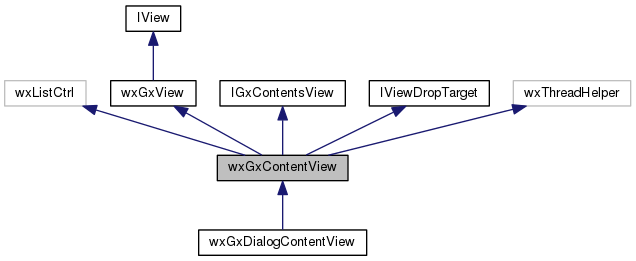 IView
wxListCtrl
wxGxView
IGxContentsView
IViewDropTarget
wxThreadHelper
wxGxContentView
wxGxDialogContentView